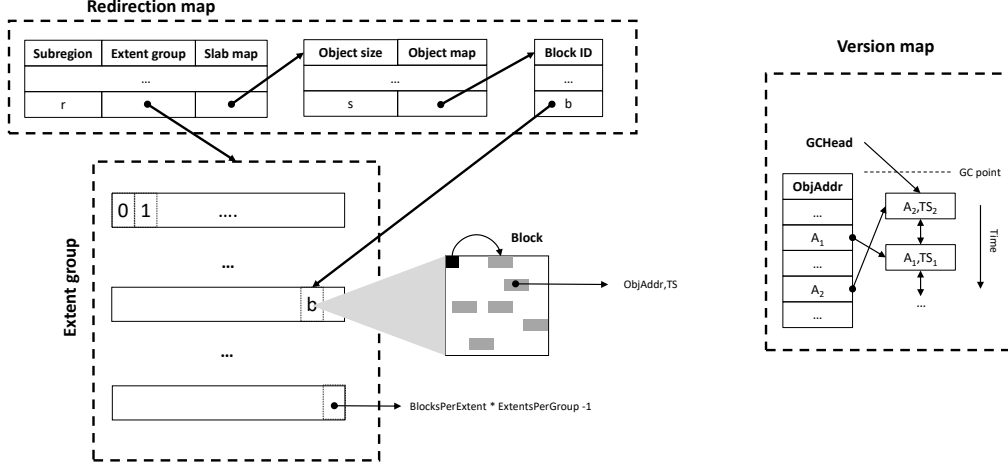 Redirection map
Subregion Extent group Slab map
...
r
Object size Object map
...
s
Block ID
...
b
Extent group
0 1 ....
...
b
...
BlocksPerExtent * ExtentsPerGroup -1
Block
ObjAddr,TS
Version map
GCHead
GC point
ObjAddr
...
A1
...
A2
...
A2,TS2
A1,TS1
...
Time